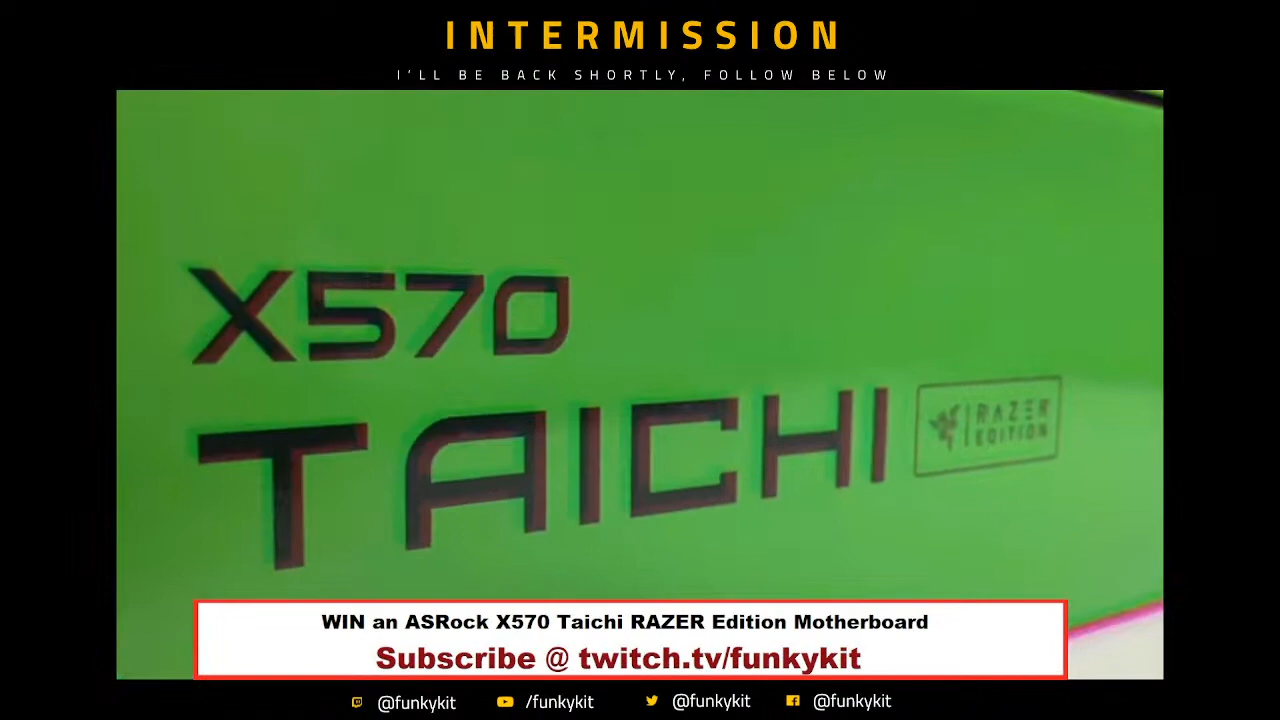 INTERMISSION
I'LL BE BACK SHORTLY, FOLLOW BELOW
X570
TAICHI
RAZER
EDITION
WIN an ASRock X570 Taichi RAZER Edition Motherboard
Subscribe @ twitch.tv/funkykit
@funkykit /funkykit @funkykit @funkykit